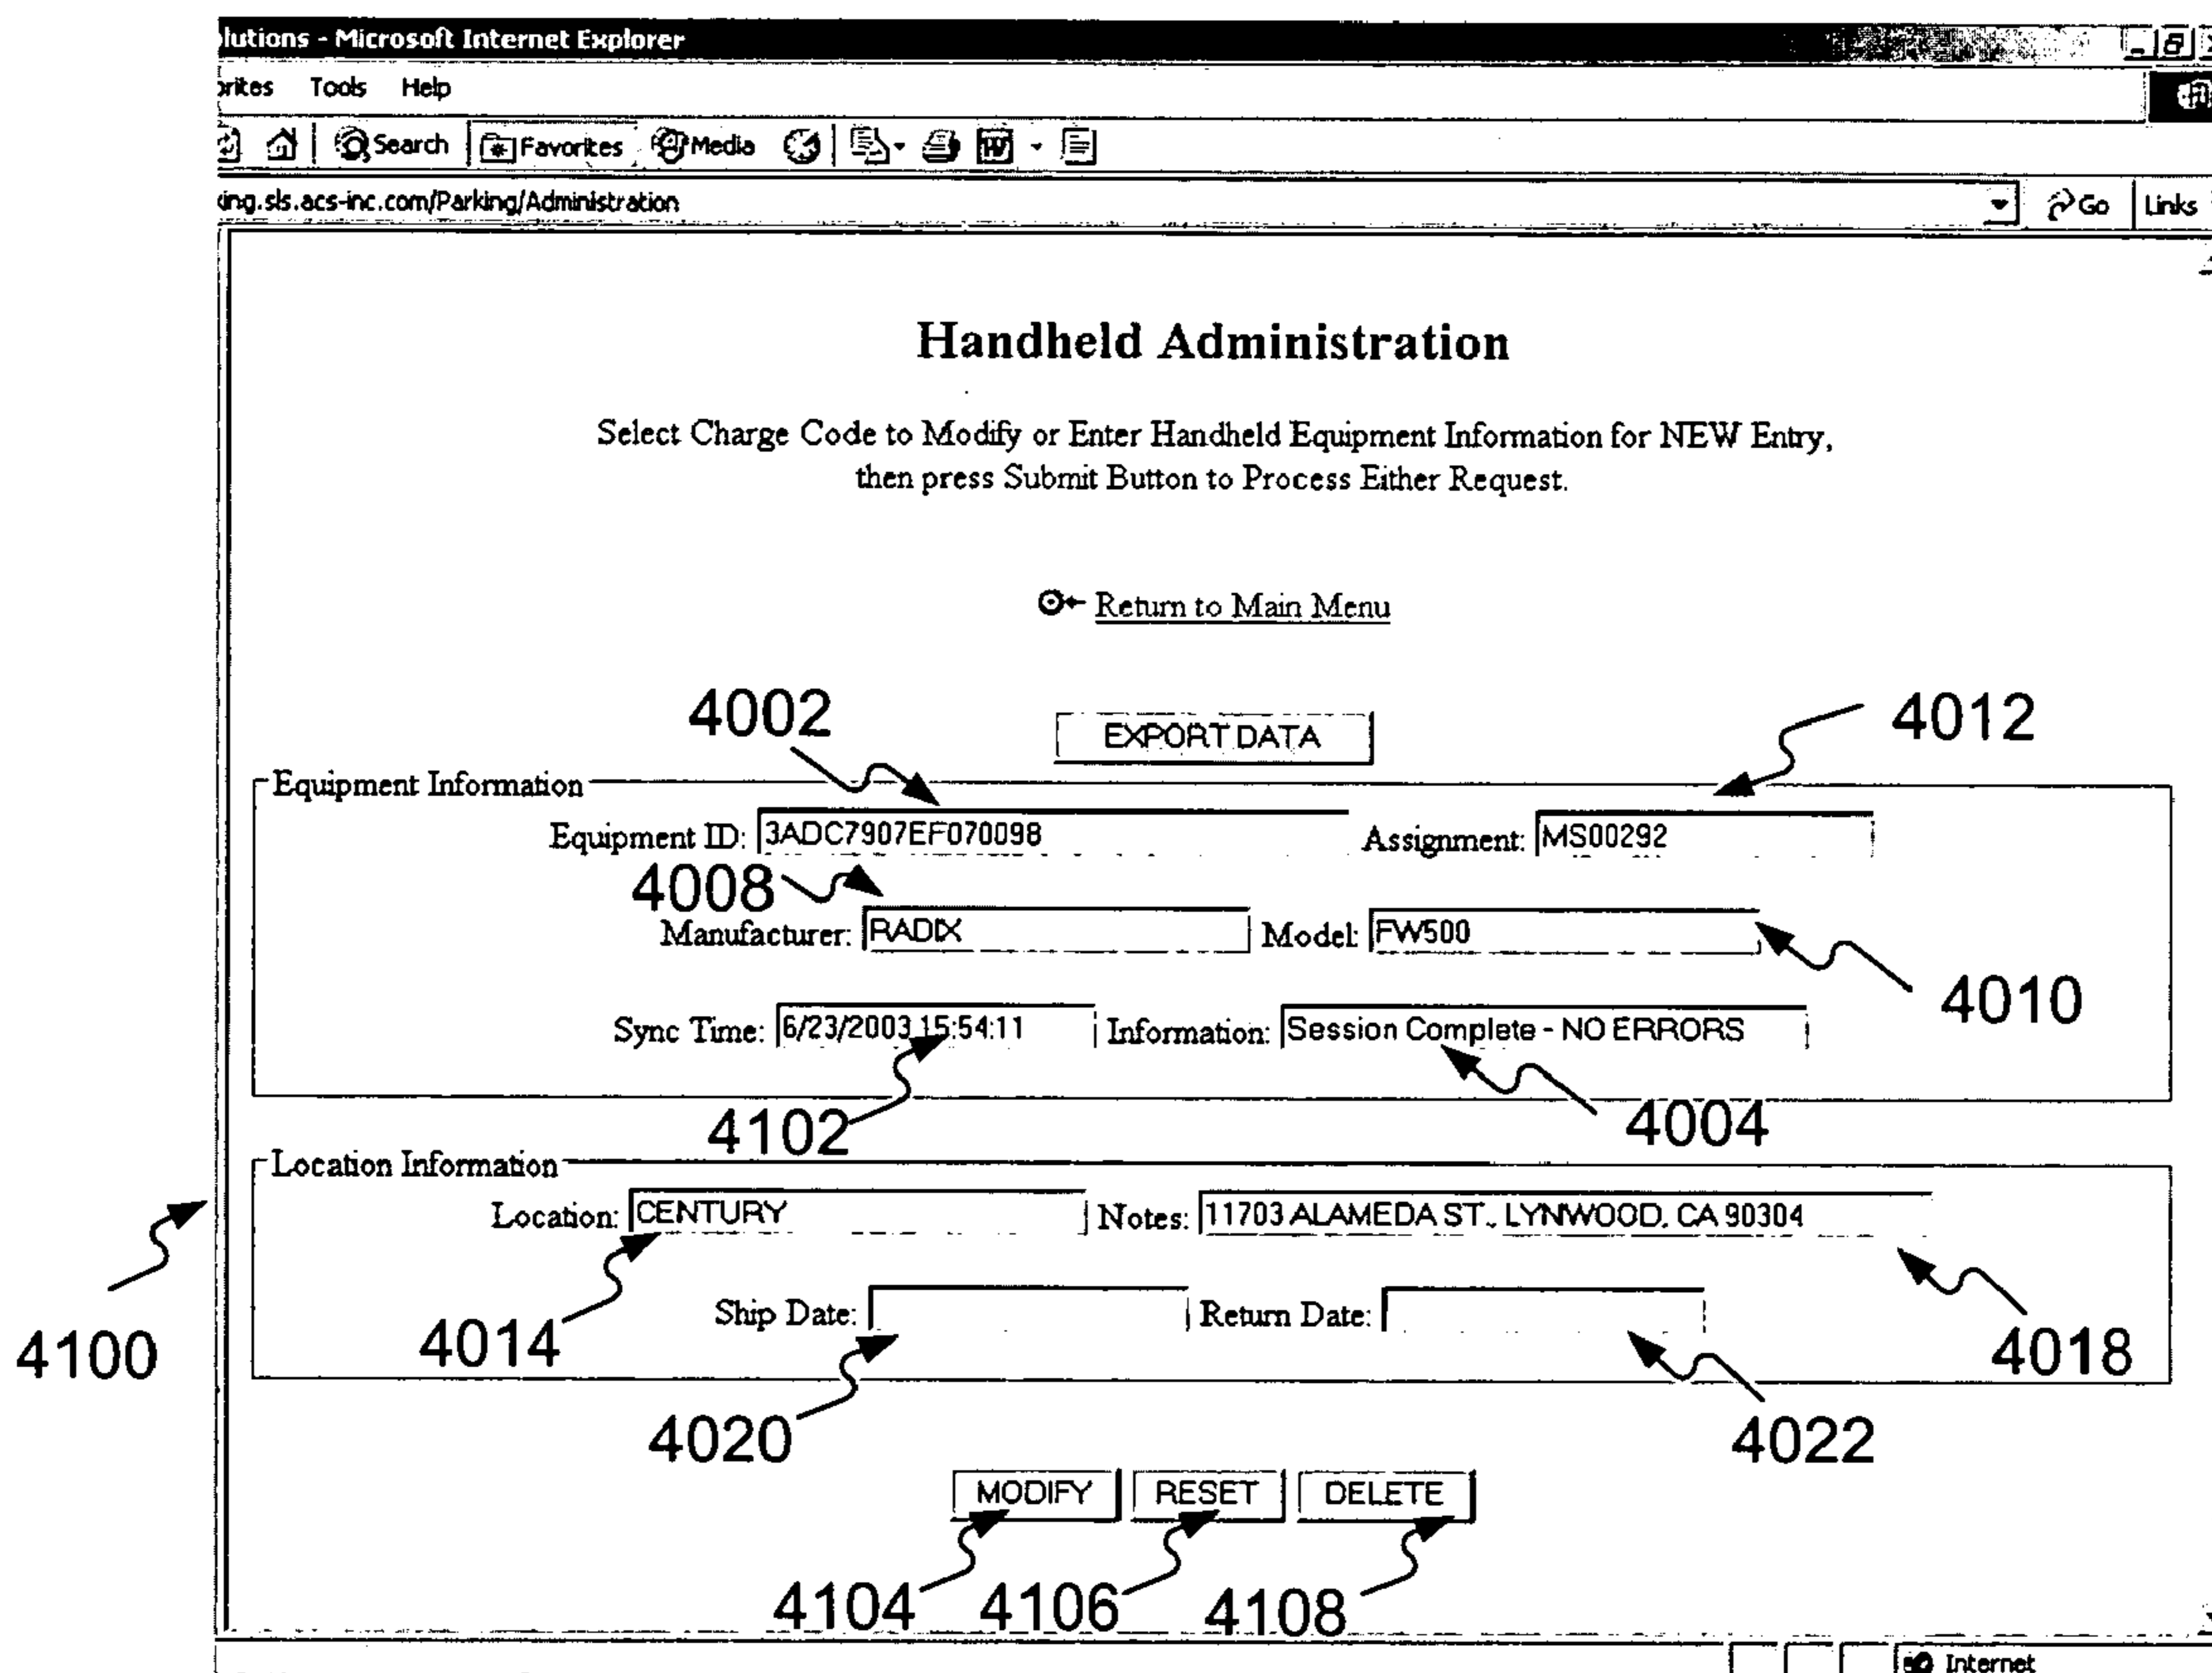 lutions - Microsoft Internet Explorer
rites Tools Help
Search Favorites Media
king.sls.acs-inc.com/Parking/Administration Go Links
Handheld Administration
Select Charge Code to Modify or Enter Handheld Equipment Information for NEW Entry,
then press Submit Button to Process Either Request.
Return to Main Menu
4002 EXPORT DATA 4012
Equipment Information
Equipment ID: 3ADC7907EF070098 Assignment: MS00292
4008
Manufacturer: RADIX Model: FW500
4010
Sync Time: 6/23/2003 15:54:11 Information: Session Complete - NO ERRORS
4102 4004
Location Information
Location: CENTURY Notes: 11703 ALAMEDA ST., LYNWOOD, CA 90304
Ship Date: Return Date:
4100 4014 4018
4020 4022
MODIFY RESET DELETE
4104 4106 4108
Internet